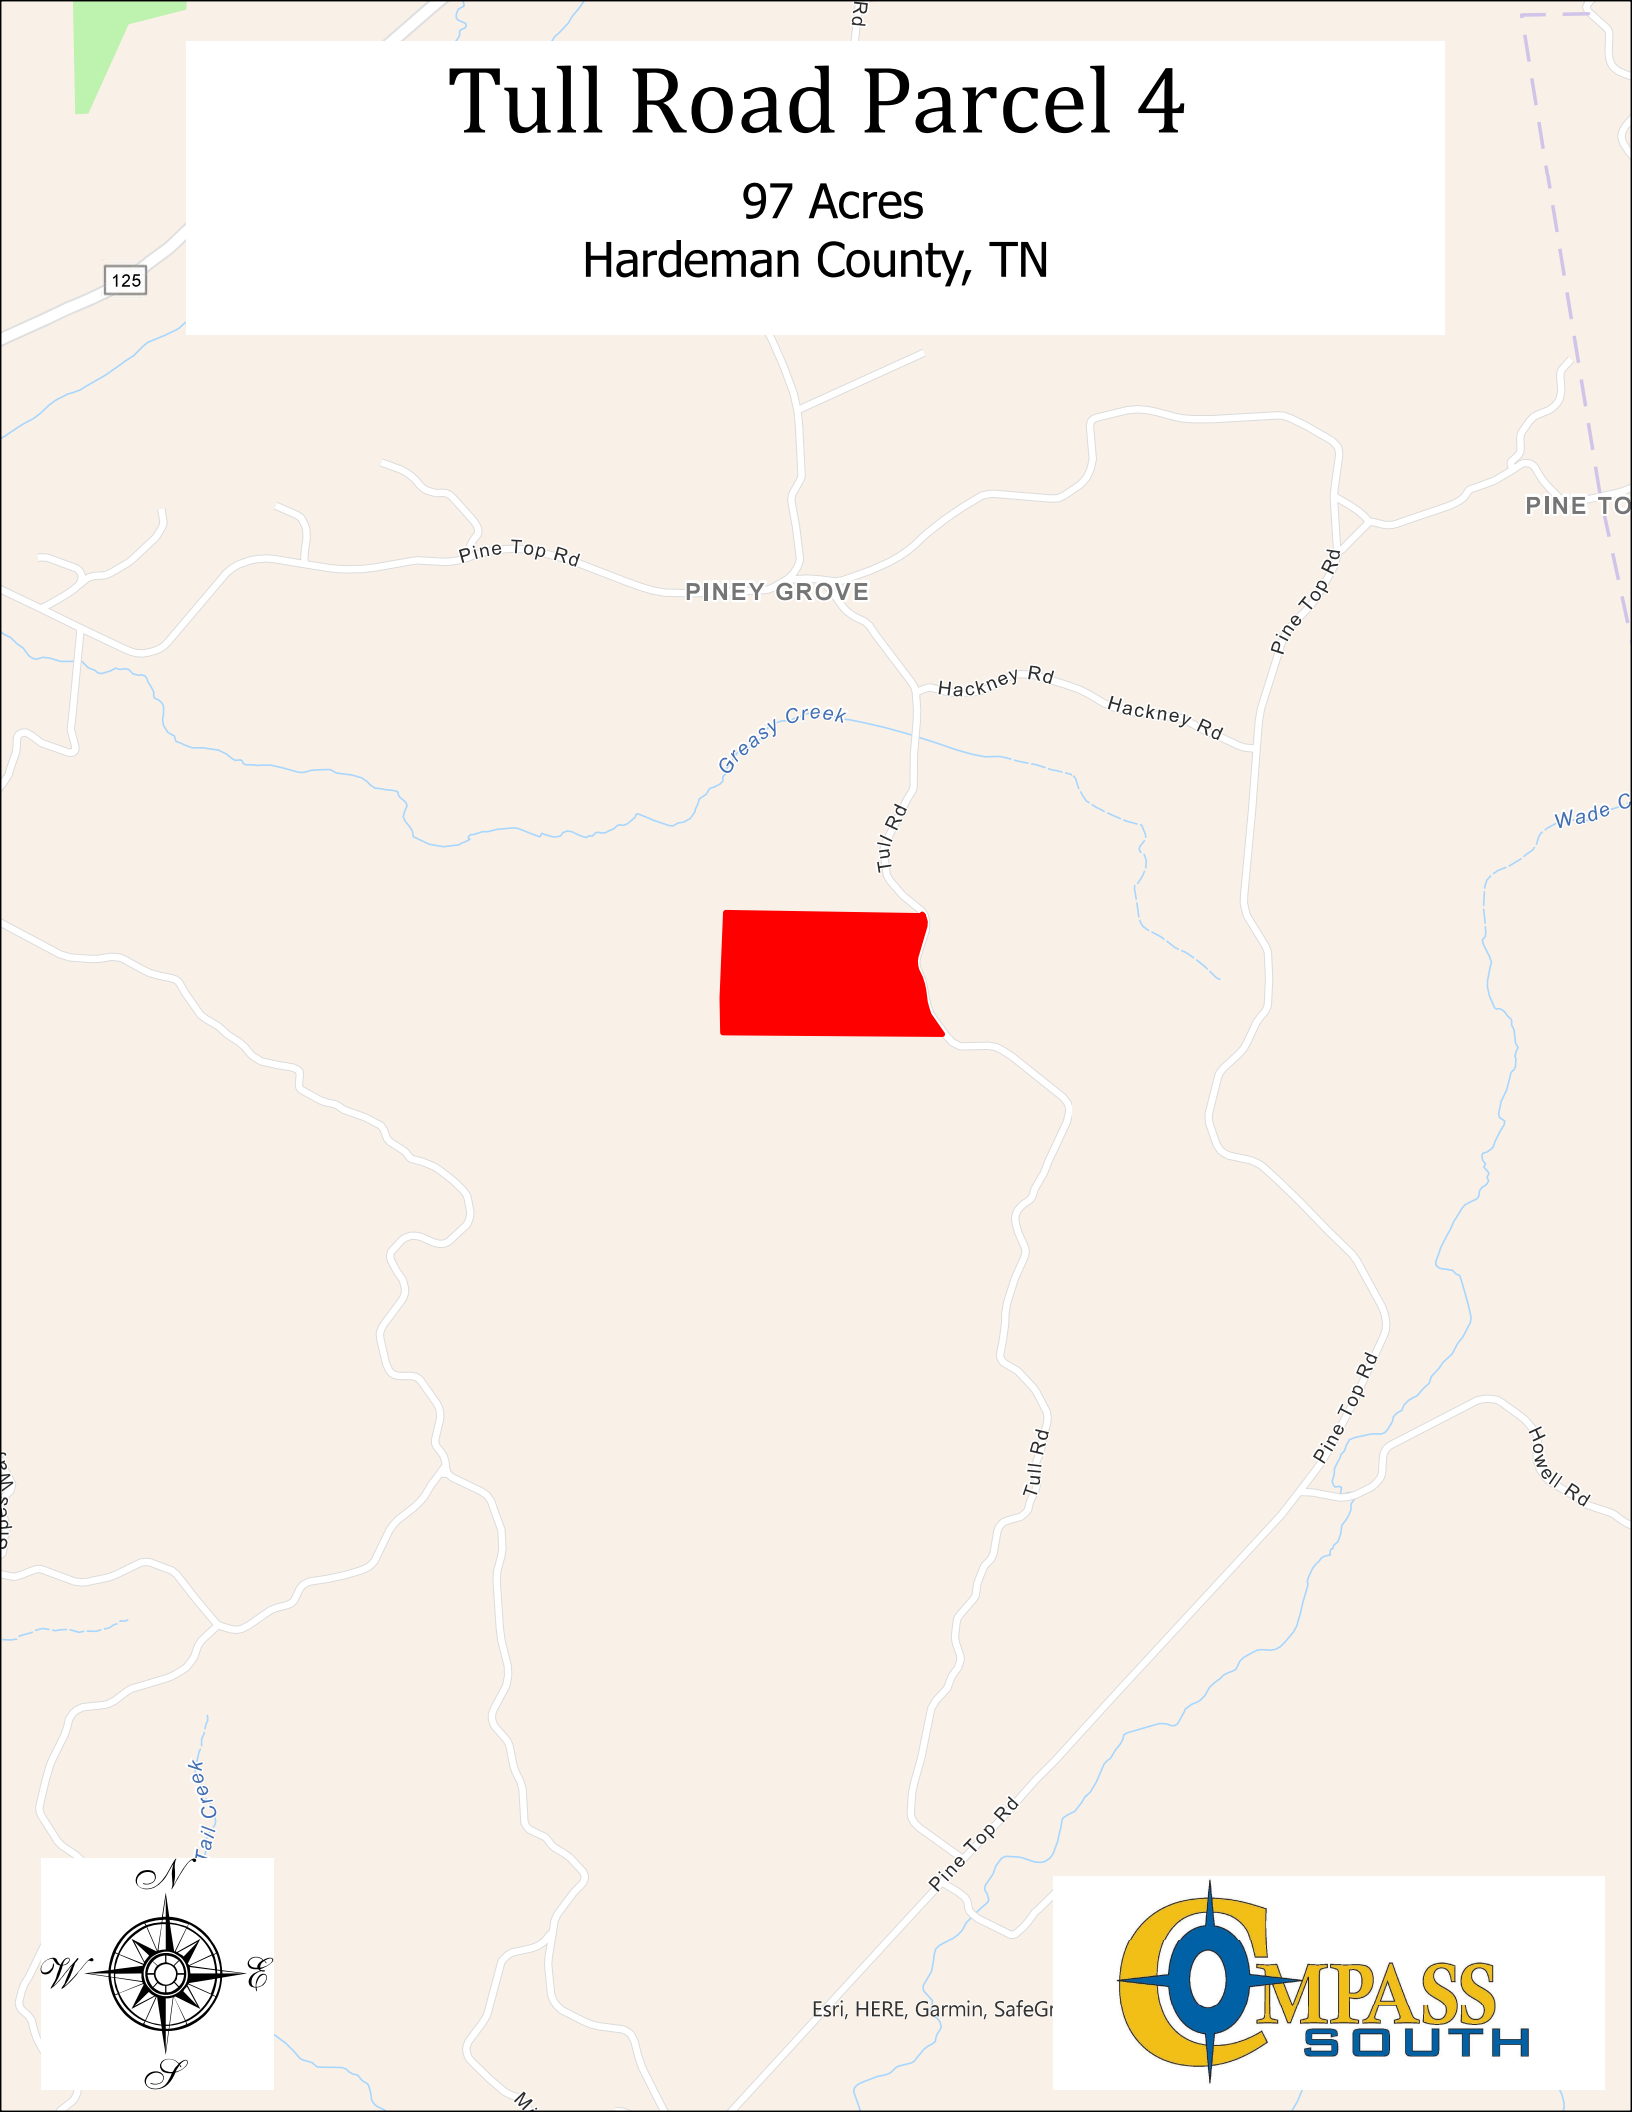 Rd
Tull Road Parcel 4
97 Acres
Hardeman County, TN
125
PINE TO
Pine Top Rd
PINEY GROVE
Pine Top Rd
Hackney Rd
Hackney Rd
Greasy Creek
Tull Rd
Wade C
Pine Top Rd
Tull Rd
Howell Rd
Tail Creek
Pine Top Rd
N
W
E
S
Esri, HERE, Garmin, SafeGr
COMPASS
SOUTH